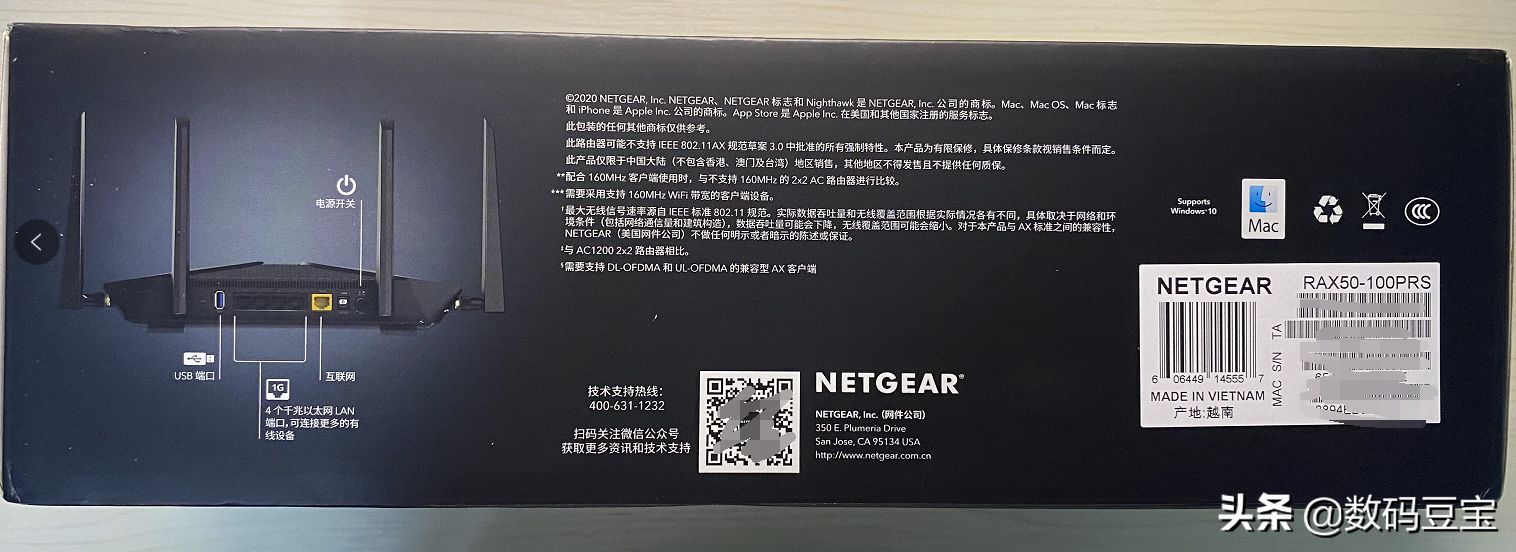 ©2020 NETGEAR, Inc. NETGEAR、NETGEAR 标志和 Nighthawk 是 NETGEAR, Inc. 公司的商标。Mac、Mac OS、Mac 标志
和 iPhone 是 Apple Inc. 公司的商标。App Store 是 Apple Inc. 在美国和其他国家注册的服务标志。
此包装的任何其他商标仅供参考。
此路由器可能不支持 IEEE 802.11AX 规范草案 3.0 中批准的所有强制特性。本产品为有限保修，具体保修条款视销售条件而定。
此产品仅限于中国大陆（不包含香港、澳门及台湾）地区销售，其他地区不得发售且不提供任何质保。
**配合 160MHz 客户端使用时，与不支持 160MHz 的 2x2 AC 路由器进行比较。
***需要采用支持 160MHz WiFi 带宽的客户端设备。
†最大无线信号速率源自 IEEE 标准 802.11 规范。实际数据吞吐量和无线覆盖范围根据实际情况各有不同，具体取决于网络和环
境条件（包括网络通信量和建筑构造），数据吞吐量可能会下降，无线覆盖范围可能会缩小。对于本产品与 AX 标准之间的兼容性，
NETGEAR（美国网件公司）不做任何明示或者暗示的陈述或保证。
‡与 AC1200 2x2 路由器相比。
§需要支持 DL-OFDMA 和 UL-OFDMA 的兼容型 AX 客户端
电源开关
USB 端口
1G
4 个千兆以太网 LAN
端口，可连接更多的有
线设备
互联网
技术支持热线：
400-631-1232
扫码关注微信公众号
获取更多资讯和技术支持
NETGEAR®
NETGEAR, Inc. (网件公司)
350 E. Plumeria Drive
San Jose, CA 95134 USA
http://www.netgear.com.cn
Supports
Windows® 10
Mac
CCC
NETGEAR
RAX50-100PRS
6 06449 14555 7
MADE IN VIETNAM
产地:越南
TA
S/N
MAC
头条 @数码豆宝